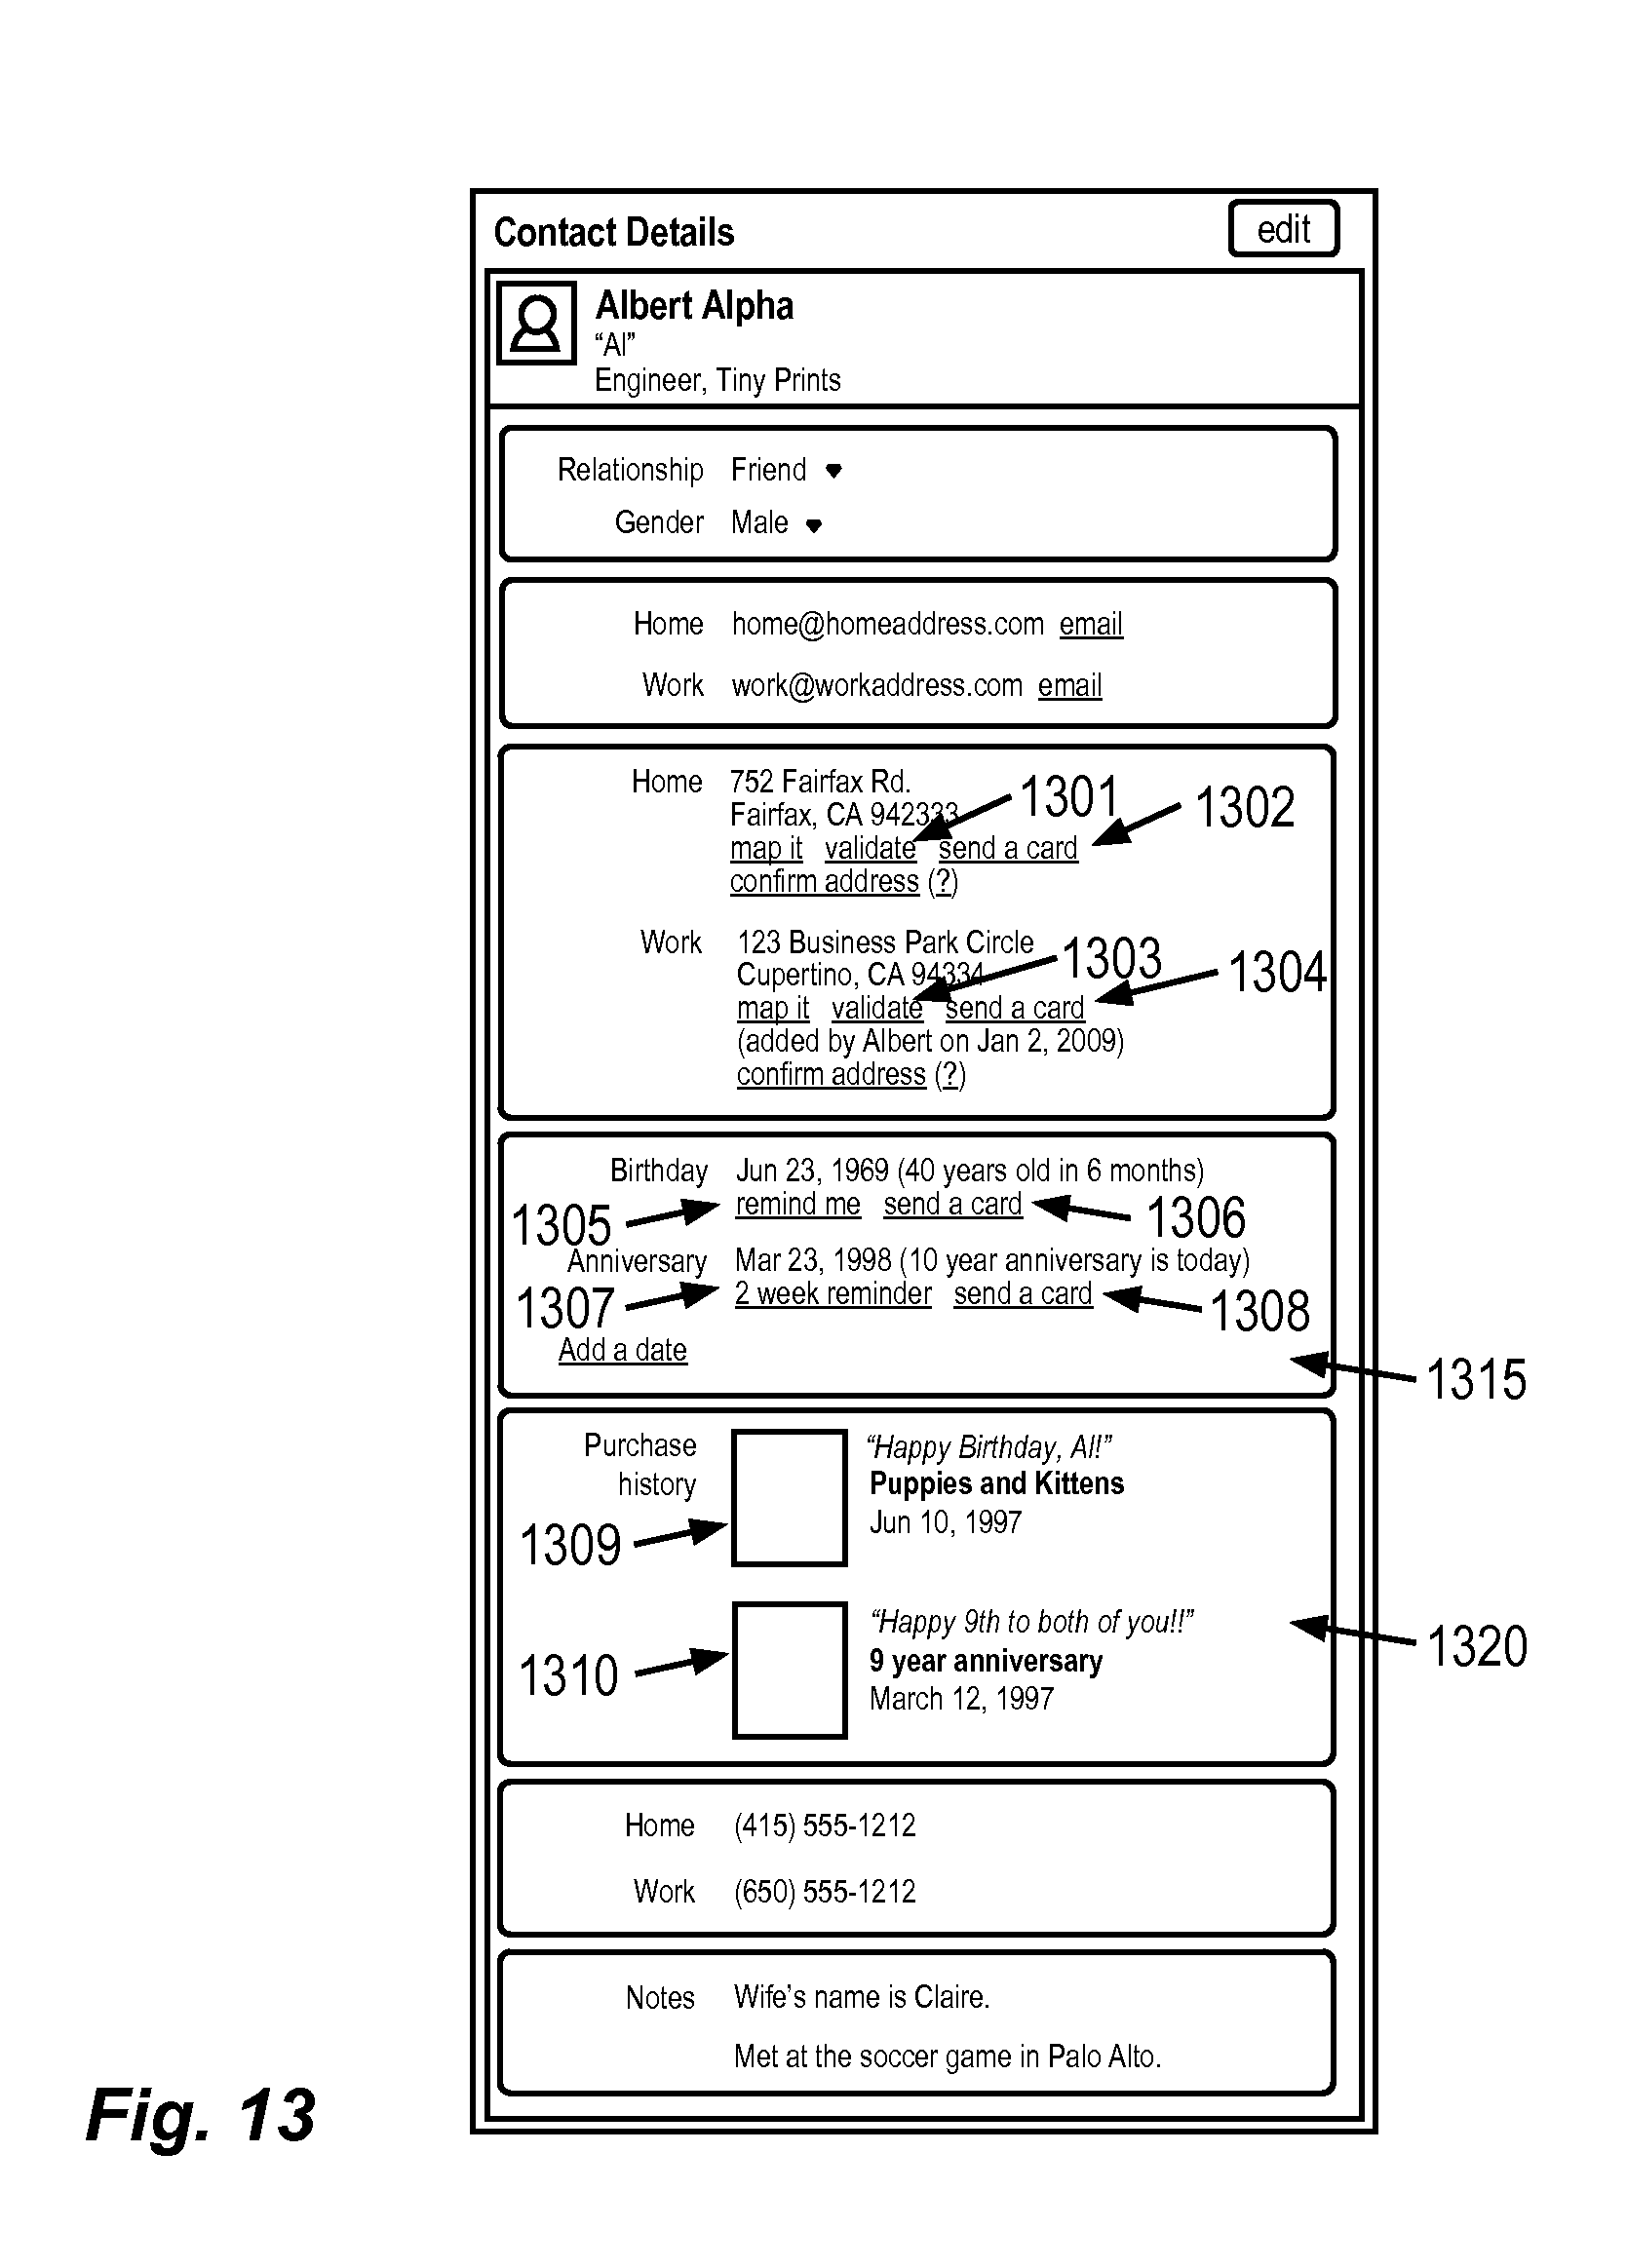 Contact Details edit
Albert Alpha
“Al”
Engineer, Tiny Prints
Relationship Friend
Gender Male
Home home@homeaddress.com email
Work work@workaddress.com email
Home 752 Fairfax Rd. 1301 1302
Fairfax, CA 942333
map it validate send a card
confirm address (?)
Work 123 Business Park Circle 1303 1304
Cupertino, CA 94334
map it validate send a card
(added by Albert on Jan 2, 2009)
confirm address (?)
Birthday Jun 23, 1969 (40 years old in 6 months)
1305 remind me send a card 1306
Anniversary Mar 23, 1998 (10 year anniversary is today)
1307 2 week reminder send a card 1308
Add a date
1315
Purchase history “Happy Birthday, Al!”
Puppies and Kittens
Jun 10, 1997
1309
“Happy 9th to both of you!!”
1320
9 year anniversary
1310
March 12, 1997
Home (415) 555-1212
Work (650) 555-1212
Notes Wife’s name is Claire.
Met at the soccer game in Palo Alto.
Fig. 13